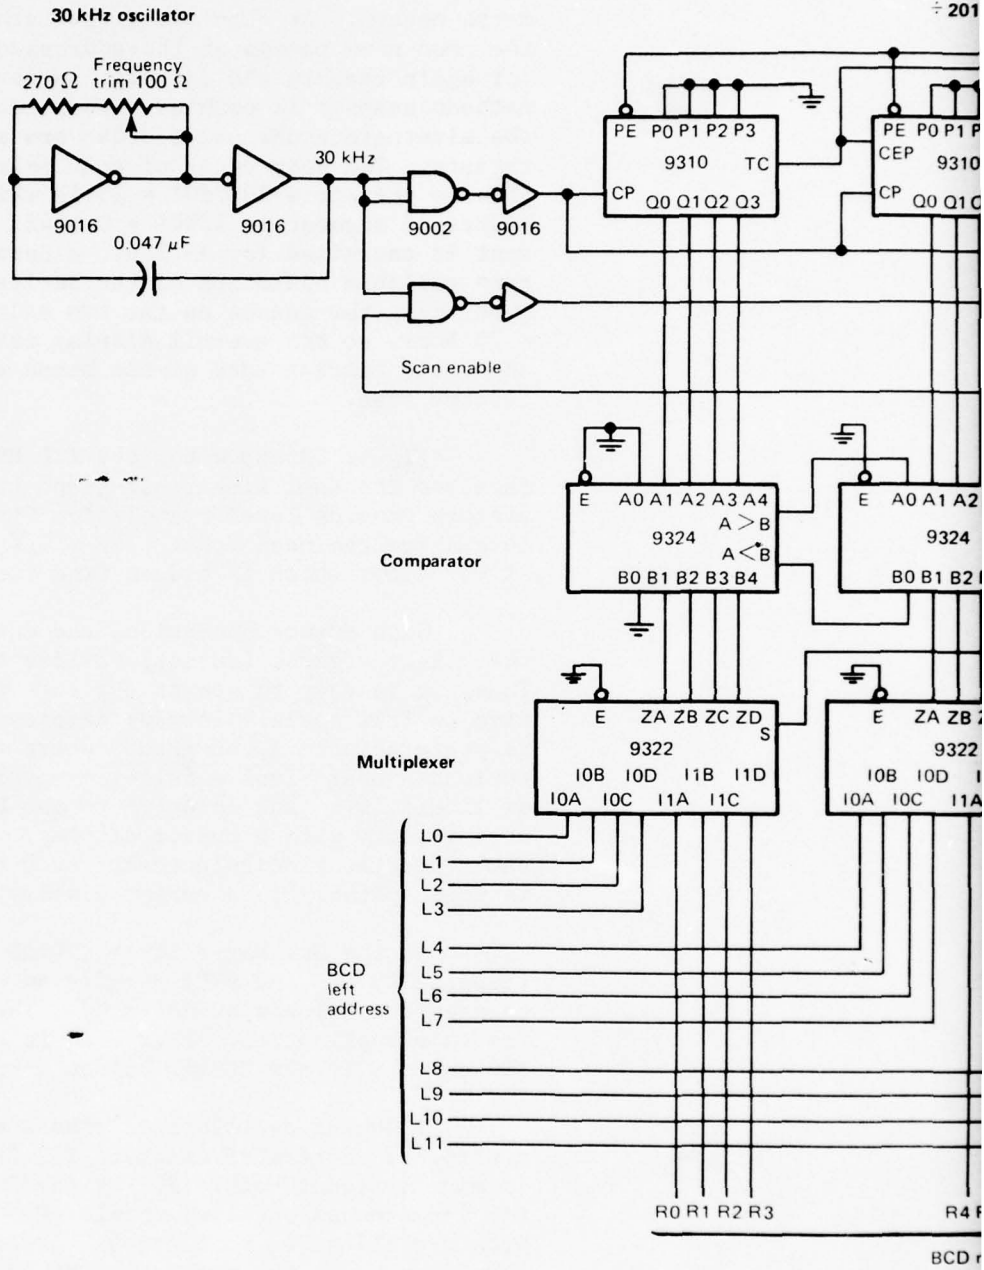 30 kHz oscillator
÷ 201
Frequency
270 Ω trim 100 Ω
30 kHz
9016
9016
0.047 μF
9002
9016
PE P0 P1 P2 P3
9310 TC
CP
Q0 Q1 Q2 Q3
PE P0 P1 P
CEP
9310
CP
Q0 Q1
Scan enable
Comparator
E A0 A1 A2 A3 A4
A > B
9324
A < B
B0 B1 B2 B3 B4
E A0 A1 A2
9324
B0 B1 B2
Multiplexer
E ZA ZB ZC ZD
S
9322
I0B I0D I1B I1D
I0A I0C I1A I1C
E ZA ZB
9322
I0B I0D
I0A I0C I1A
L0
L1
L2
L3
L4
L5
L6
L7
L8
L9
L10
L11
BCD
left
address
R0 R1 R2 R3
R4
BCD r